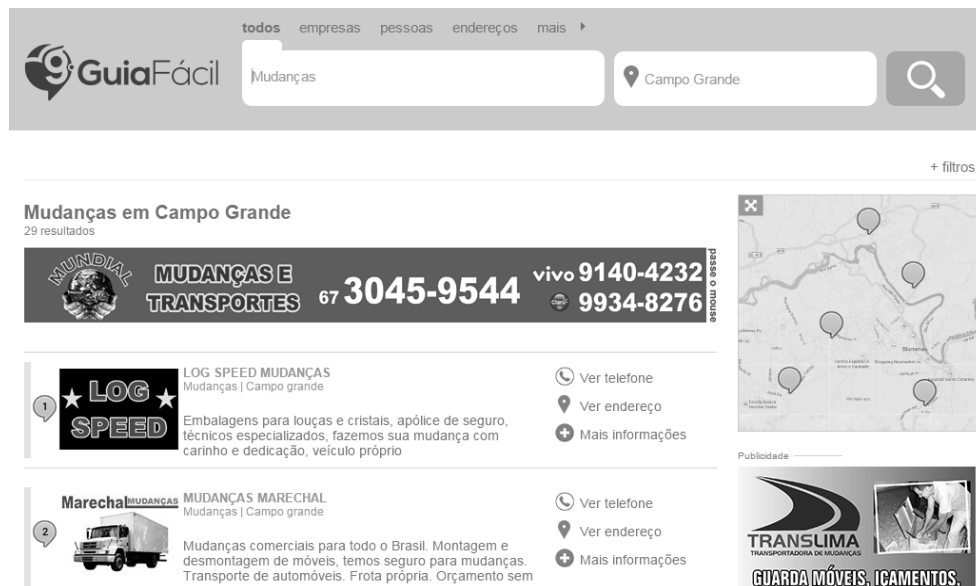 todos empresas pessoas endereços mais
GuiaFácil
Mudanças
Campo Grande
+ filtros
Mudanças em Campo Grande
29 resultados
MUNDIAL
MUDANÇAS E
TRANSPORTES
67 3045-9544
vivo 9140-4232
Claro 9934-8276
passe o mouse
1
LOG
SPEED
LOG SPEED MUDANÇAS
Mudanças | Campo grande
Embalagens para louças e cristais, apólice de seguro,
técnicos especializados, fazemos sua mudança com
carinho e dedicação, veículo próprio
Ver telefone
Ver endereço
Mais informações
2
Marechal MUDANÇAS
MUDANÇAS MARECHAL
Mudanças | Campo grande
Mudanças comerciais para todo o Brasil. Montagem e
desmontagem de móveis, temos seguro para mudanças.
Transporte de automóveis. Frota própria. Orçamento sem
Ver telefone
Ver endereço
Mais informações
Blumenau
Publicidade
TRANSLIMA
TRANSPORTADORA DE MUDANÇAS
GUARDA MÓVEIS, IÇAMENTOS,